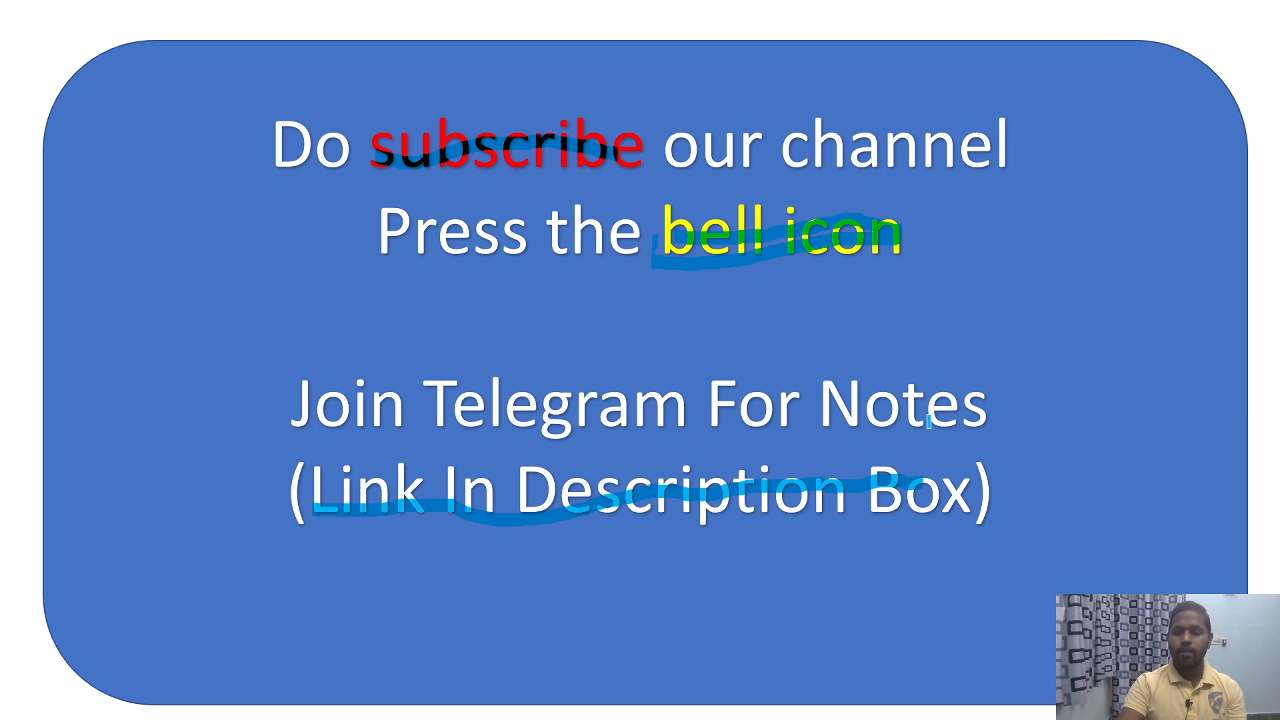 Do subscribe our channel
Press the bell icon
Join Telegram For Notes
(Link In Description Box)